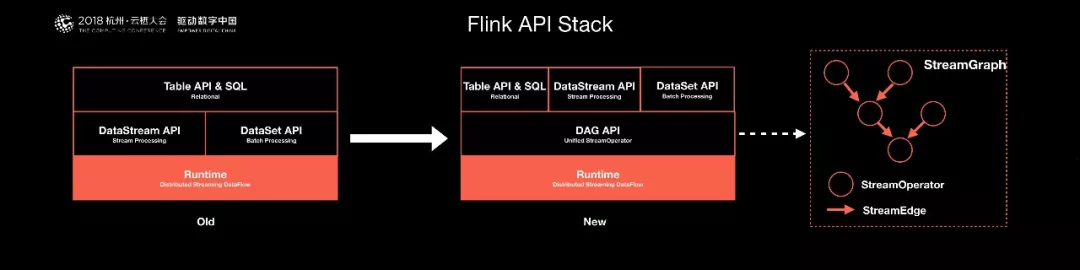 2018 杭州·云栖大会 驱动数字中国
THE COMPUTING CONFERENCE EMPOWER DIGITAL CHINA
Flink API Stack
Table API & SQL
Relational
DataStream API
Stream Processing
DataSet API
Batch Processing
Runtime
Distributed Streaming DataFlow
Old
Table API & SQL
Relational
DataStream API
Stream Processing
DataSet API
Batch Processing
DAG API
Unified StreamOperator
Runtime
Distributed Streaming DataFlow
New
StreamGraph
StreamOperator
StreamEdge